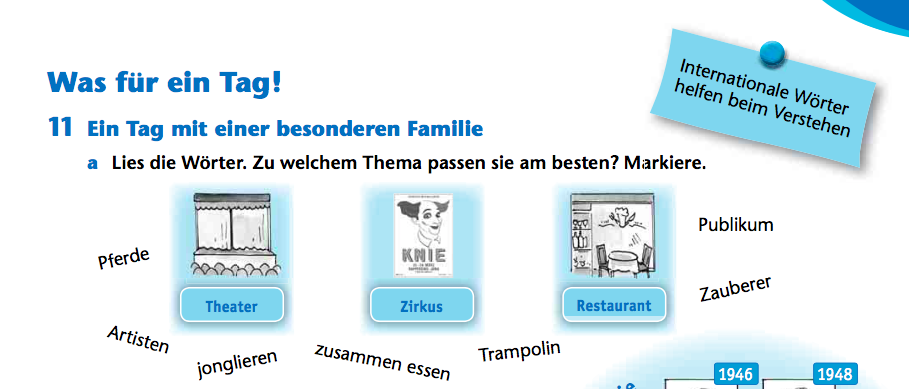 Was für ein Tag!
Internationale Wörter
helfen beim Verstehen
11 Ein Tag mit einer besonderen Familie
a Lies die Wörter. Zu welchem Thema passen sie am besten? Markiere.
KNIE
Publikum
Pferde
Zauberer
Theater
Zirkus
Restaurant
Artisten
jonglieren
zusammen essen
Trampolin
1946
1948